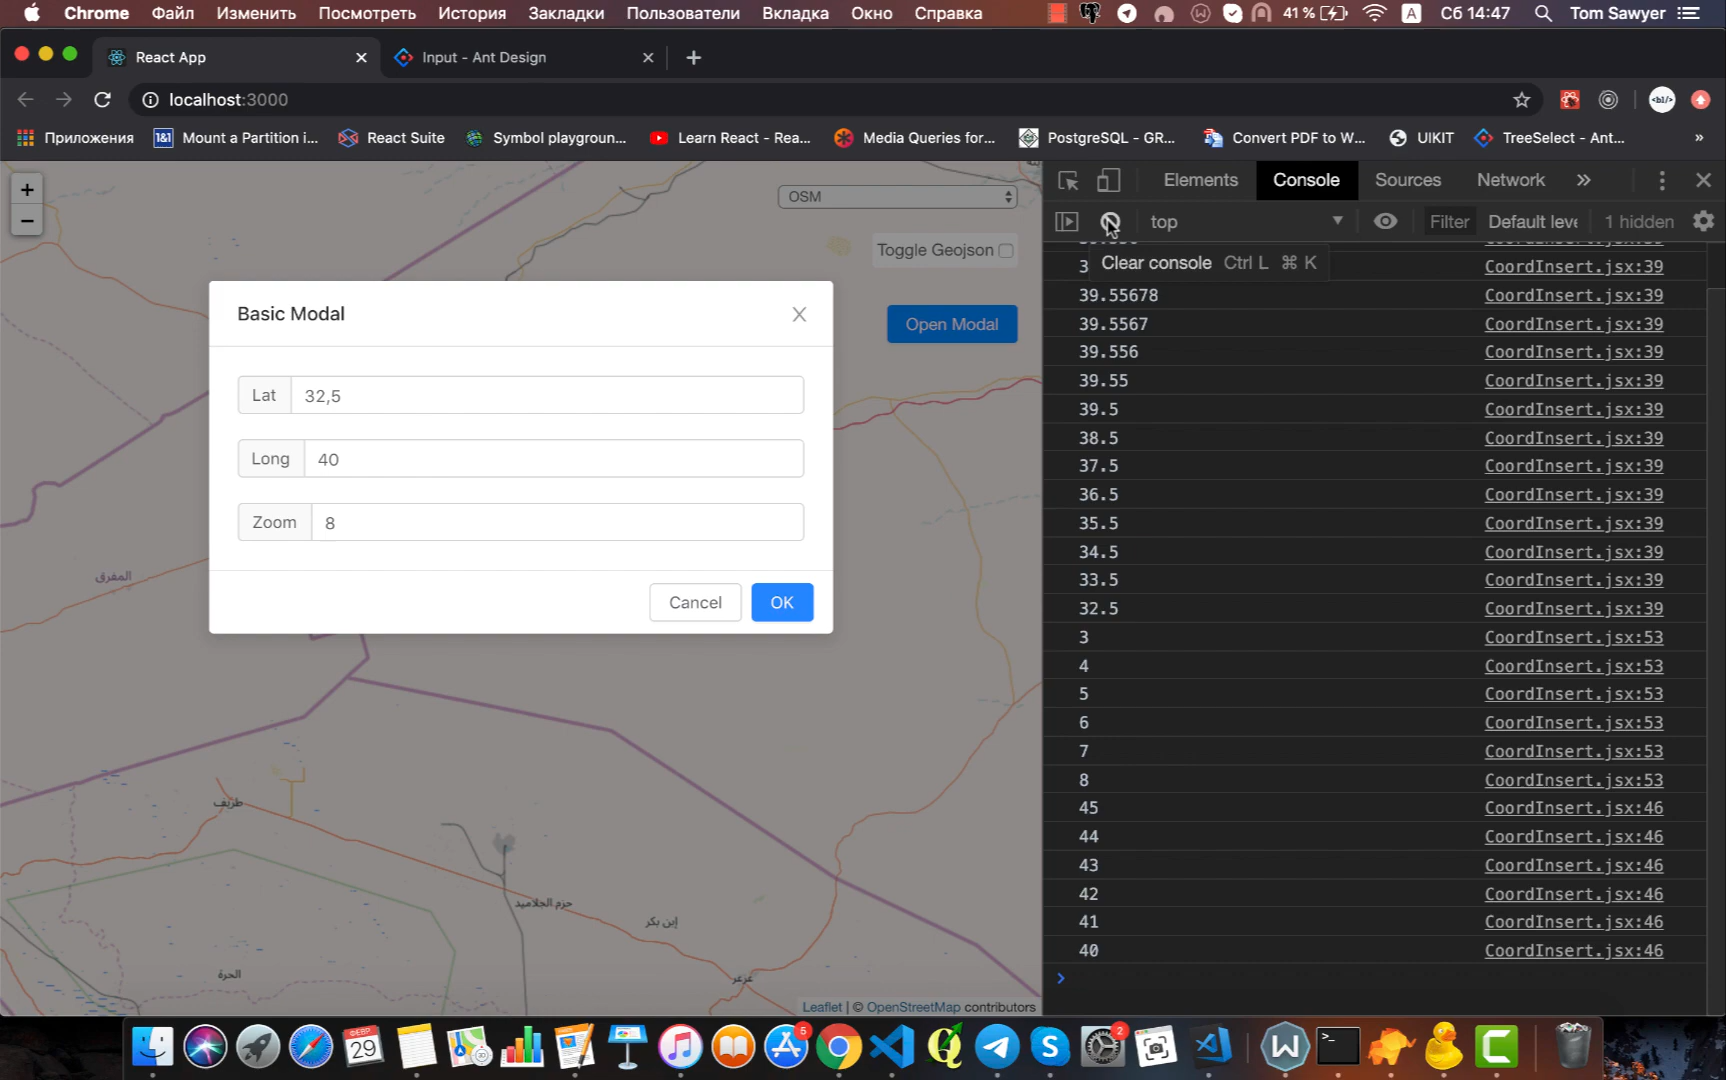 Chrome Файл Изменить Посмотреть История Закладки Пользователи Вкладка Окно Справка 41 % A Сб 14:47 Tom Sawyer
React App Input - Ant Design
localhost:3000 <b1/>
Приложения 1&1 Mount a Partition i... React Suite Symbol playgroun... Learn React - Rea... Media Queries for... PostgreSQL - GR... Convert PDF to W... UIKIT TreeSelect - Ant... »
+
−
OSM
Toggle Geojson
Open Modal
Basic Modal
Lat 32,5
Long 40
Zoom 8
Cancel OK
المفرق
طريف
حزم الجلاميد
إبن بكر
الحرة
عرعر
Leaflet | © OpenStreetMap contributors
Elements Console Sources Network »
top Filter Default leve 1 hidden
CoordInsert.jsx:39
3 Clear console Ctrl L ⌘ K CoordInsert.jsx:39
39.55678 CoordInsert.jsx:39
39.5567 CoordInsert.jsx:39
39.556 CoordInsert.jsx:39
39.55 CoordInsert.jsx:39
39.5 CoordInsert.jsx:39
38.5 CoordInsert.jsx:39
37.5 CoordInsert.jsx:39
36.5 CoordInsert.jsx:39
35.5 CoordInsert.jsx:39
34.5 CoordInsert.jsx:39
33.5 CoordInsert.jsx:39
32.5 CoordInsert.jsx:39
3 CoordInsert.jsx:53
4 CoordInsert.jsx:53
5 CoordInsert.jsx:53
6 CoordInsert.jsx:53
7 CoordInsert.jsx:53
8 CoordInsert.jsx:53
45 CoordInsert.jsx:46
44 CoordInsert.jsx:46
43 CoordInsert.jsx:46
42 CoordInsert.jsx:46
41 CoordInsert.jsx:46
40 CoordInsert.jsx:46
ФЕВР
29
5
2